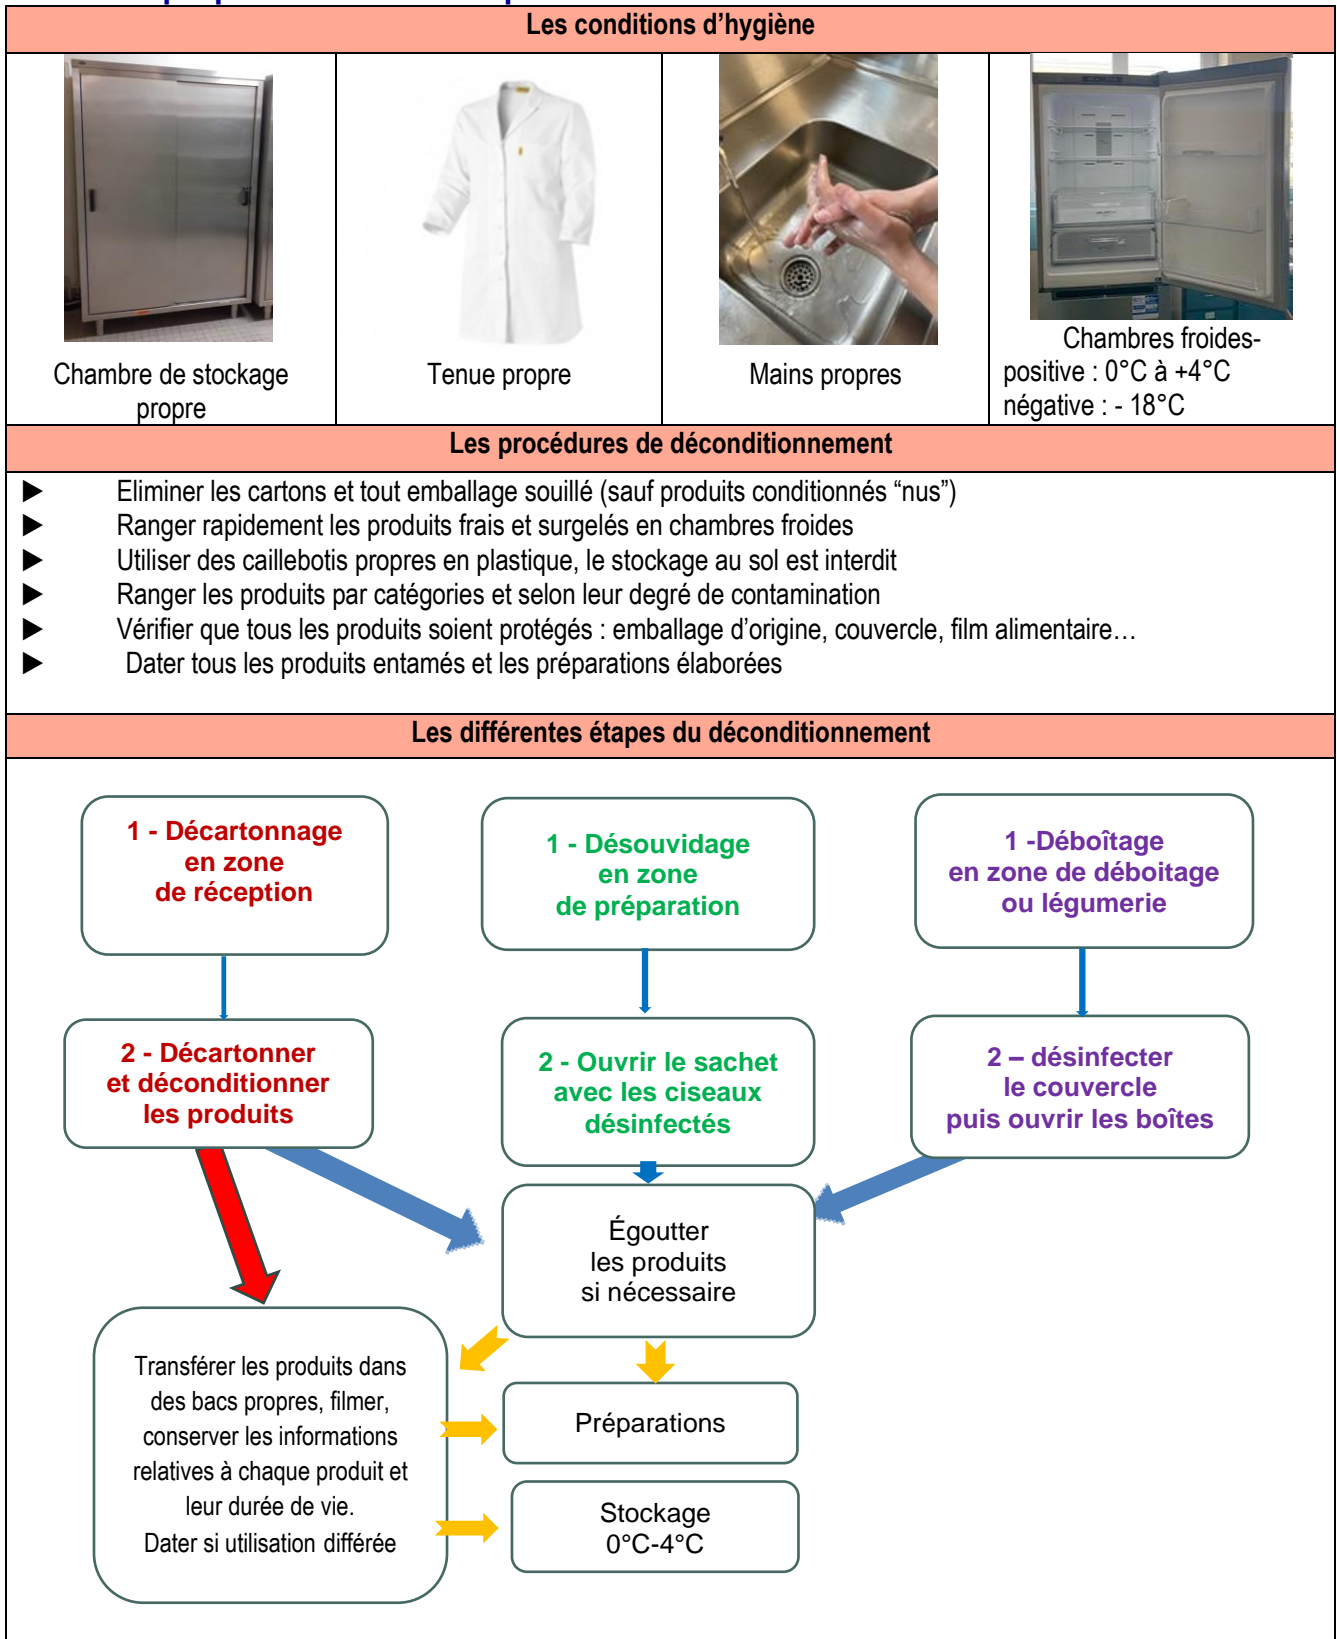 Les conditions d’hygiène
Chambre de stockage
propre
Tenue propre
Mains propres
Chambres froides-
positive : 0°C à +4°C
négative : - 18°C
Les procédures de déconditionnement
Eliminer les cartons et tout emballage souillé (sauf produits conditionnés “nus”)
Ranger rapidement les produits frais et surgelés en chambres froides
Utiliser des caillebotis propres en plastique, le stockage au sol est interdit
Ranger les produits par catégories et selon leur degré de contamination
Vérifier que tous les produits soient protégés : emballage d’origine, couvercle, film alimentaire…
Dater tous les produits entamés et les préparations élaborées
Les différentes étapes du déconditionnement
1 - Décartonnage
en zone
de réception
1 - Désouvidage
en zone
de préparation
1 -Déboîtage
en zone de déboitage
ou légumerie
2 - Décartonner
et déconditionner
les produits
2 - Ouvrir le sachet
avec les ciseaux
désinfectés
2 – désinfecter
le couvercle
puis ouvrir les boîtes
Égoutter
les produits
si nécessaire
Transférer les produits dans
des bacs propres, filmer,
conserver les informations
relatives à chaque produit et
leur durée de vie.
Dater si utilisation différée
Préparations
Stockage
0°C-4°C